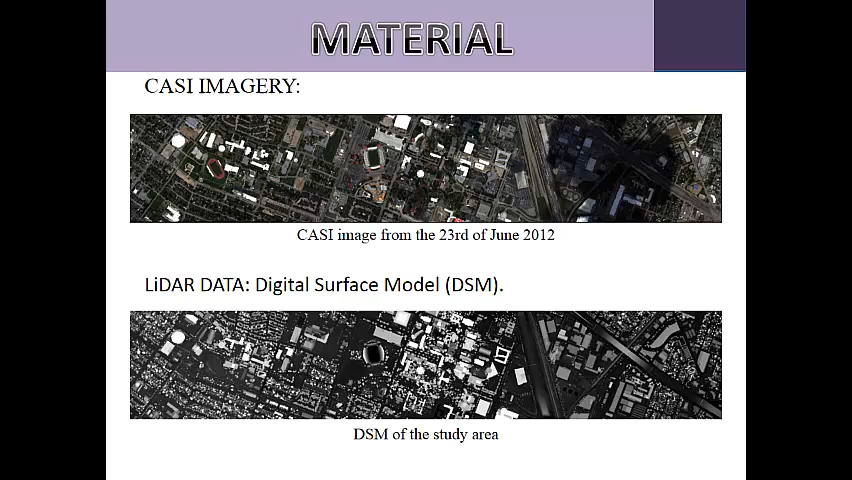 MATERIAL
CASI IMAGERY:
CASI image from the 23rd of June 2012
LiDAR DATA: Digital Surface Model (DSM).
DSM of the study area